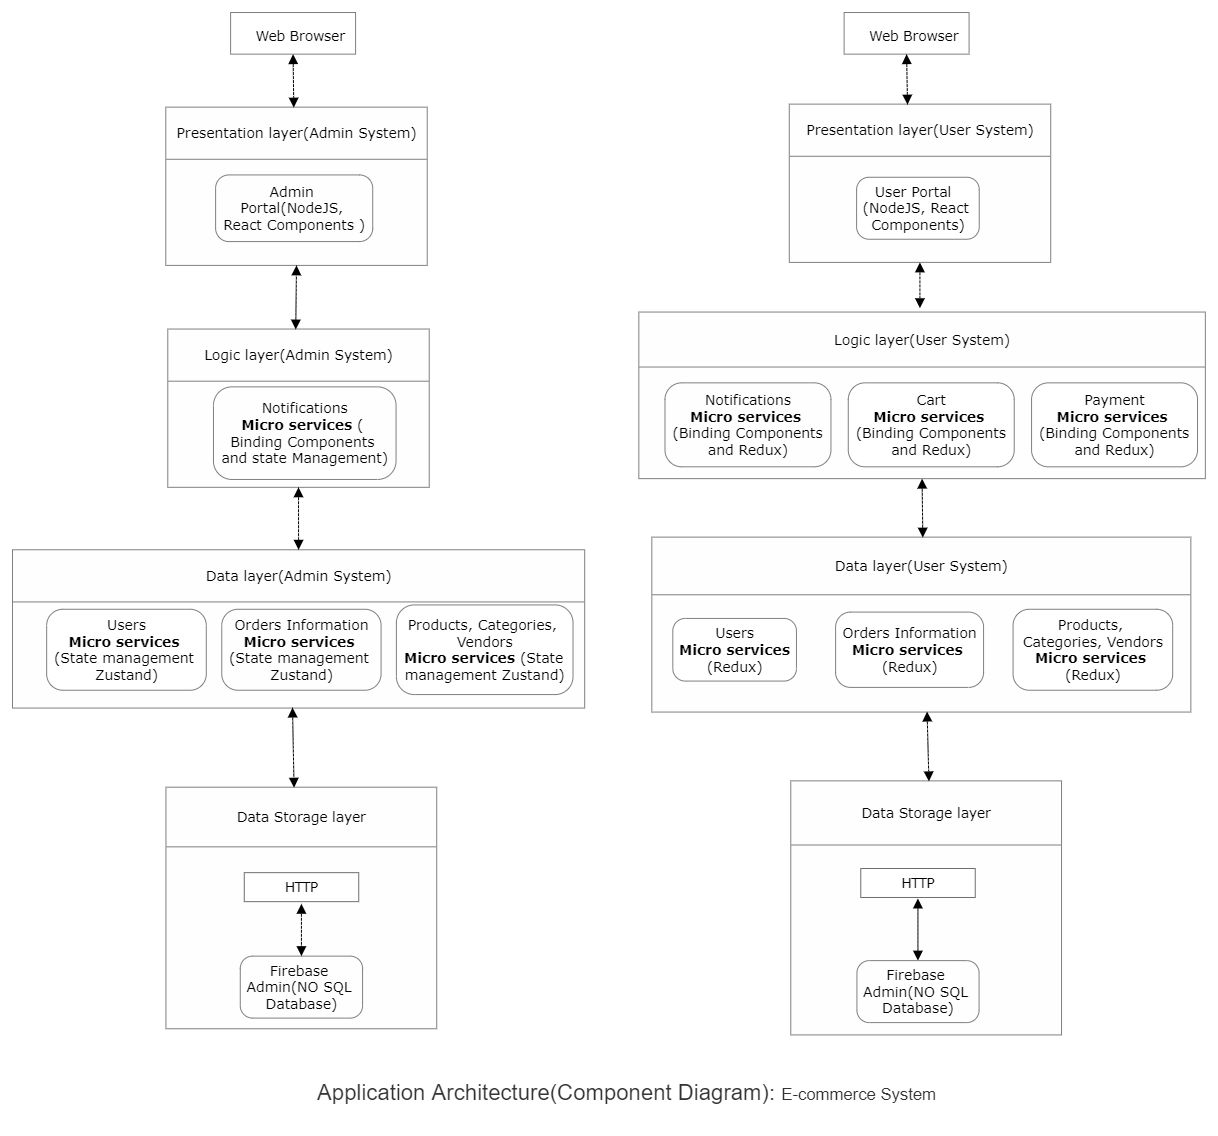 Web Browser
Presentation layer(Admin System)
Admin
Portal(NodeJS,
React Components )
Logic layer(Admin System)
Notifications
Micro services (
Binding Components
and state Management)
Data layer(Admin System)
Users
Micro services
(State management
Zustand)
Orders Information
Micro services
(State management
Zustand)
Products, Categories,
Vendors
Micro services (State
management Zustand)
Data Storage layer
HTTP
Firebase
Admin(NO SQL
Database)
Web Browser
Presentation layer(User System)
User Portal
(NodeJS, React
Components)
Logic layer(User System)
Notifications
Micro services
(Binding Components
and Redux)
Cart
Micro services
(Binding Components
and Redux)
Payment
Micro services
(Binding Components
and Redux)
Data layer(User System)
Users
Micro services
(Redux)
Orders Information
Micro services
(Redux)
Products,
Categories, Vendors
Micro services
(Redux)
Data Storage layer
HTTP
Firebase
Admin(NO SQL
Database)
Application Architecture(Component Diagram): E-commerce System